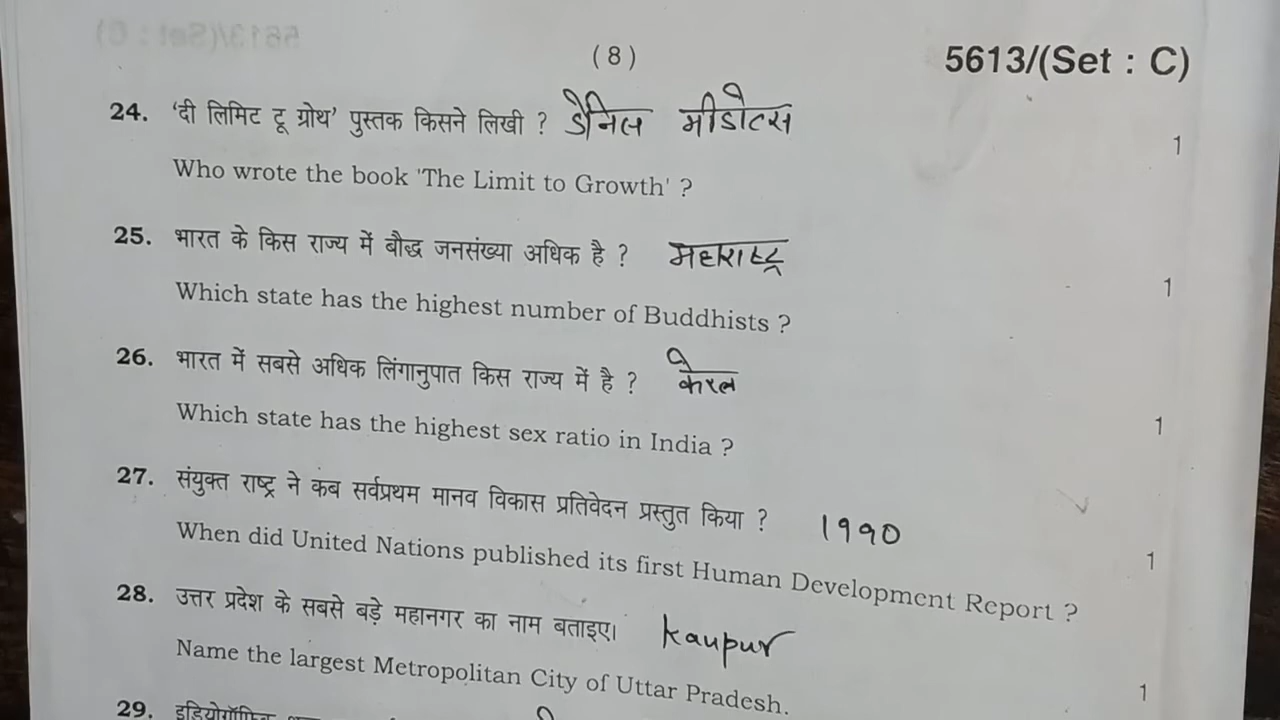 (8)
5613/(Set : C)
24. 'दी लिमिट टू ग्रोथ' पुस्तक किसने लिखी ? डेनिल मीडोटस
1
Who wrote the book 'The Limit to Growth' ?
25. भारत के किस राज्य में बौद्ध जनसंख्या अधिक है ? महाराष्ट्र
1
Which state has the highest number of Buddhists ?
26. भारत में सबसे अधिक लिंगानुपात किस राज्य में है ? केरल
1
Which state has the highest sex ratio in India ?
27. संयुक्त राष्ट्र ने कब सर्वप्रथम मानव विकास प्रतिवेदन प्रस्तुत किया ? 1990
1
When did United Nations published its first Human Development Report ?
28. उत्तर प्रदेश के सबसे बड़े महानगर का नाम बताइए। Kanpur
1
Name the largest Metropolitan City of Uttar Pradesh.
29.